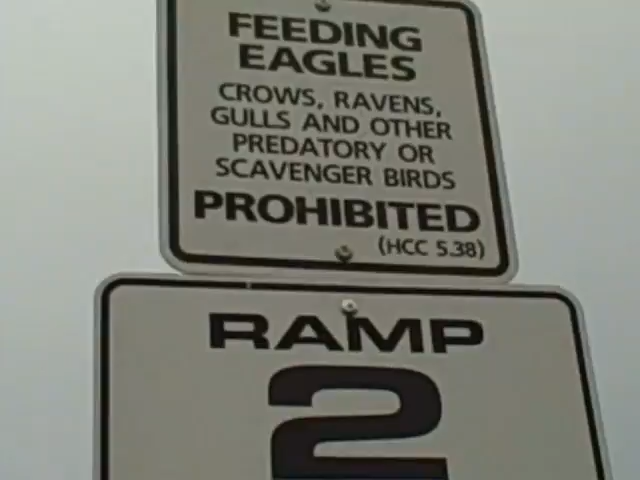 FEEDING
EAGLES
CROWS, RAVENS,
GULLS AND OTHER
PREDATORY OR
SCAVENGER BIRDS
PROHIBITED
(HCC 5.38)
RAMP
2